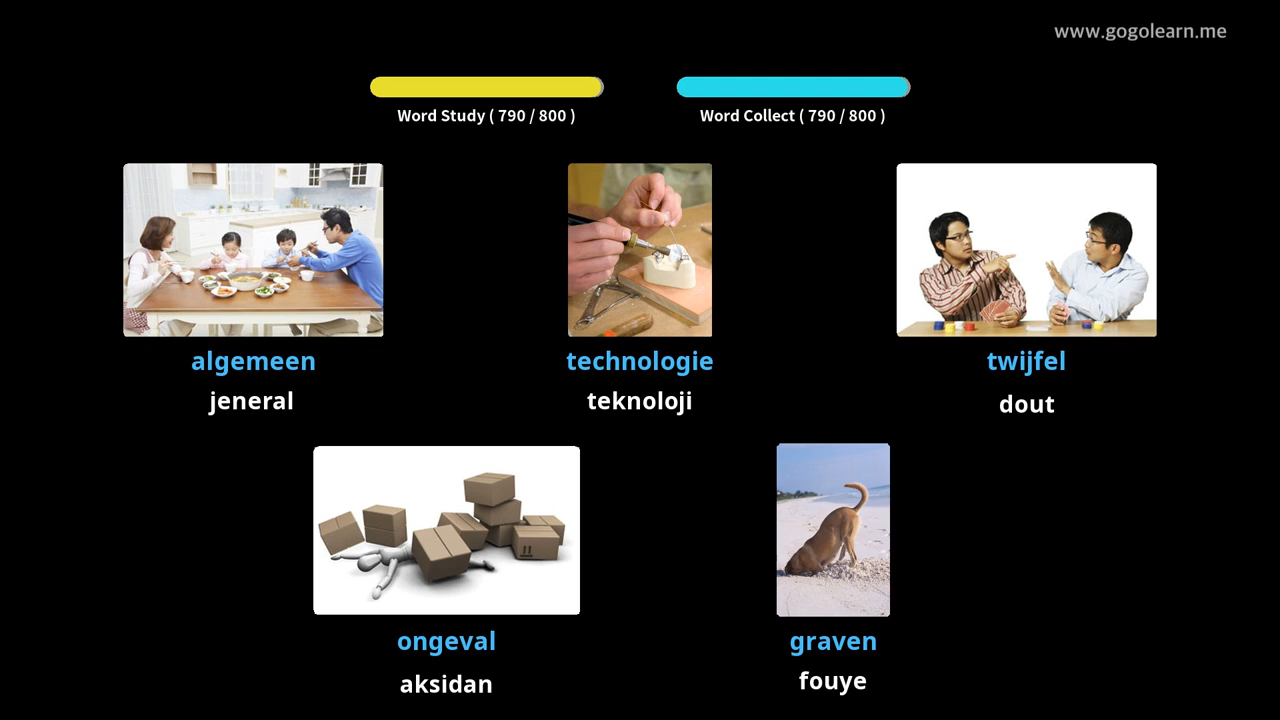 www.gogolearn.me
Word Study ( 790 / 800 )
Word Collect ( 790 / 800 )
algemeen
technologie
twijfel
jeneral
teknoloji
dout
ongeval
graven
aksidan
fouye